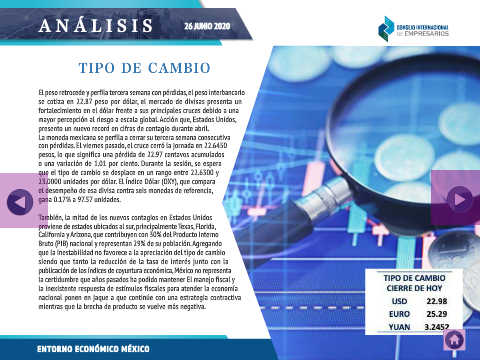 ANÁLISIS
26 JUNIO 2020
CONSEJO INTERNACIONAL
DE EMPRESARIOS
TIPO DE CAMBIO
El peso retrocede y perfila tercera semana con pérdidas, el peso interbancario
se cotiza en 22.87 peso por dólar, el mercado de divisas presenta un
fortalecimiento en el dólar frente a sus principales cruces debido a una
mayor percepción al riesgo a escala global. Acción que, Estados Unidos,
presento un nuevo record en cifras de contagio durante abril.
La moneda mexicana se perfila a cerrar su tercera semana consecutiva
con pérdidas. El viernes pasado, el cruce cerró la jornada en 22.6450
pesos, lo que significa una pérdida de 22.97 centavos acumulados
o una variación de 1.01 por ciento. Durante la sesión, se espera
que el tipo de cambio se desplace en un rango entre 22.6300 y
23.0000 unidades por dólar. El Índice Dólar (DXY), que compara
el desempeño de esa divisa contra seis monedas de referencia,
gana 0.17% a 97.57 unidades.
También, la mitad de los nuevos contagios en Estados Unidos
proviene de estados ubicados al sur, principalmente Texas, Florida,
California y Arizona, que contribuyen con 30% del Producto Interno
Bruto (PIB) nacional y representan 29% de su población. Agregando
que la inestabilidad no favorece a la apreciación del tipo de cambio
siendo que tanto la reducción de la tasa de interés junto con la
publicación de los índices de coyuntura económica, México no representa
la certidumbre que años pasados ha podido mantener El manejo fiscal y
la inexistente respuesta de estímulos fiscales para atender la economía
nacional ponen en jaque a que continúe con una estrategia contractiva
mientras que la brecha de producto se vuelve más negativa.
TIPO DE CAMBIO
CIERRE DE HOY
USD 22.98
EURO 25.29
YUAN 3.2457
ENTORNO ECONÓMICO MÉXICO